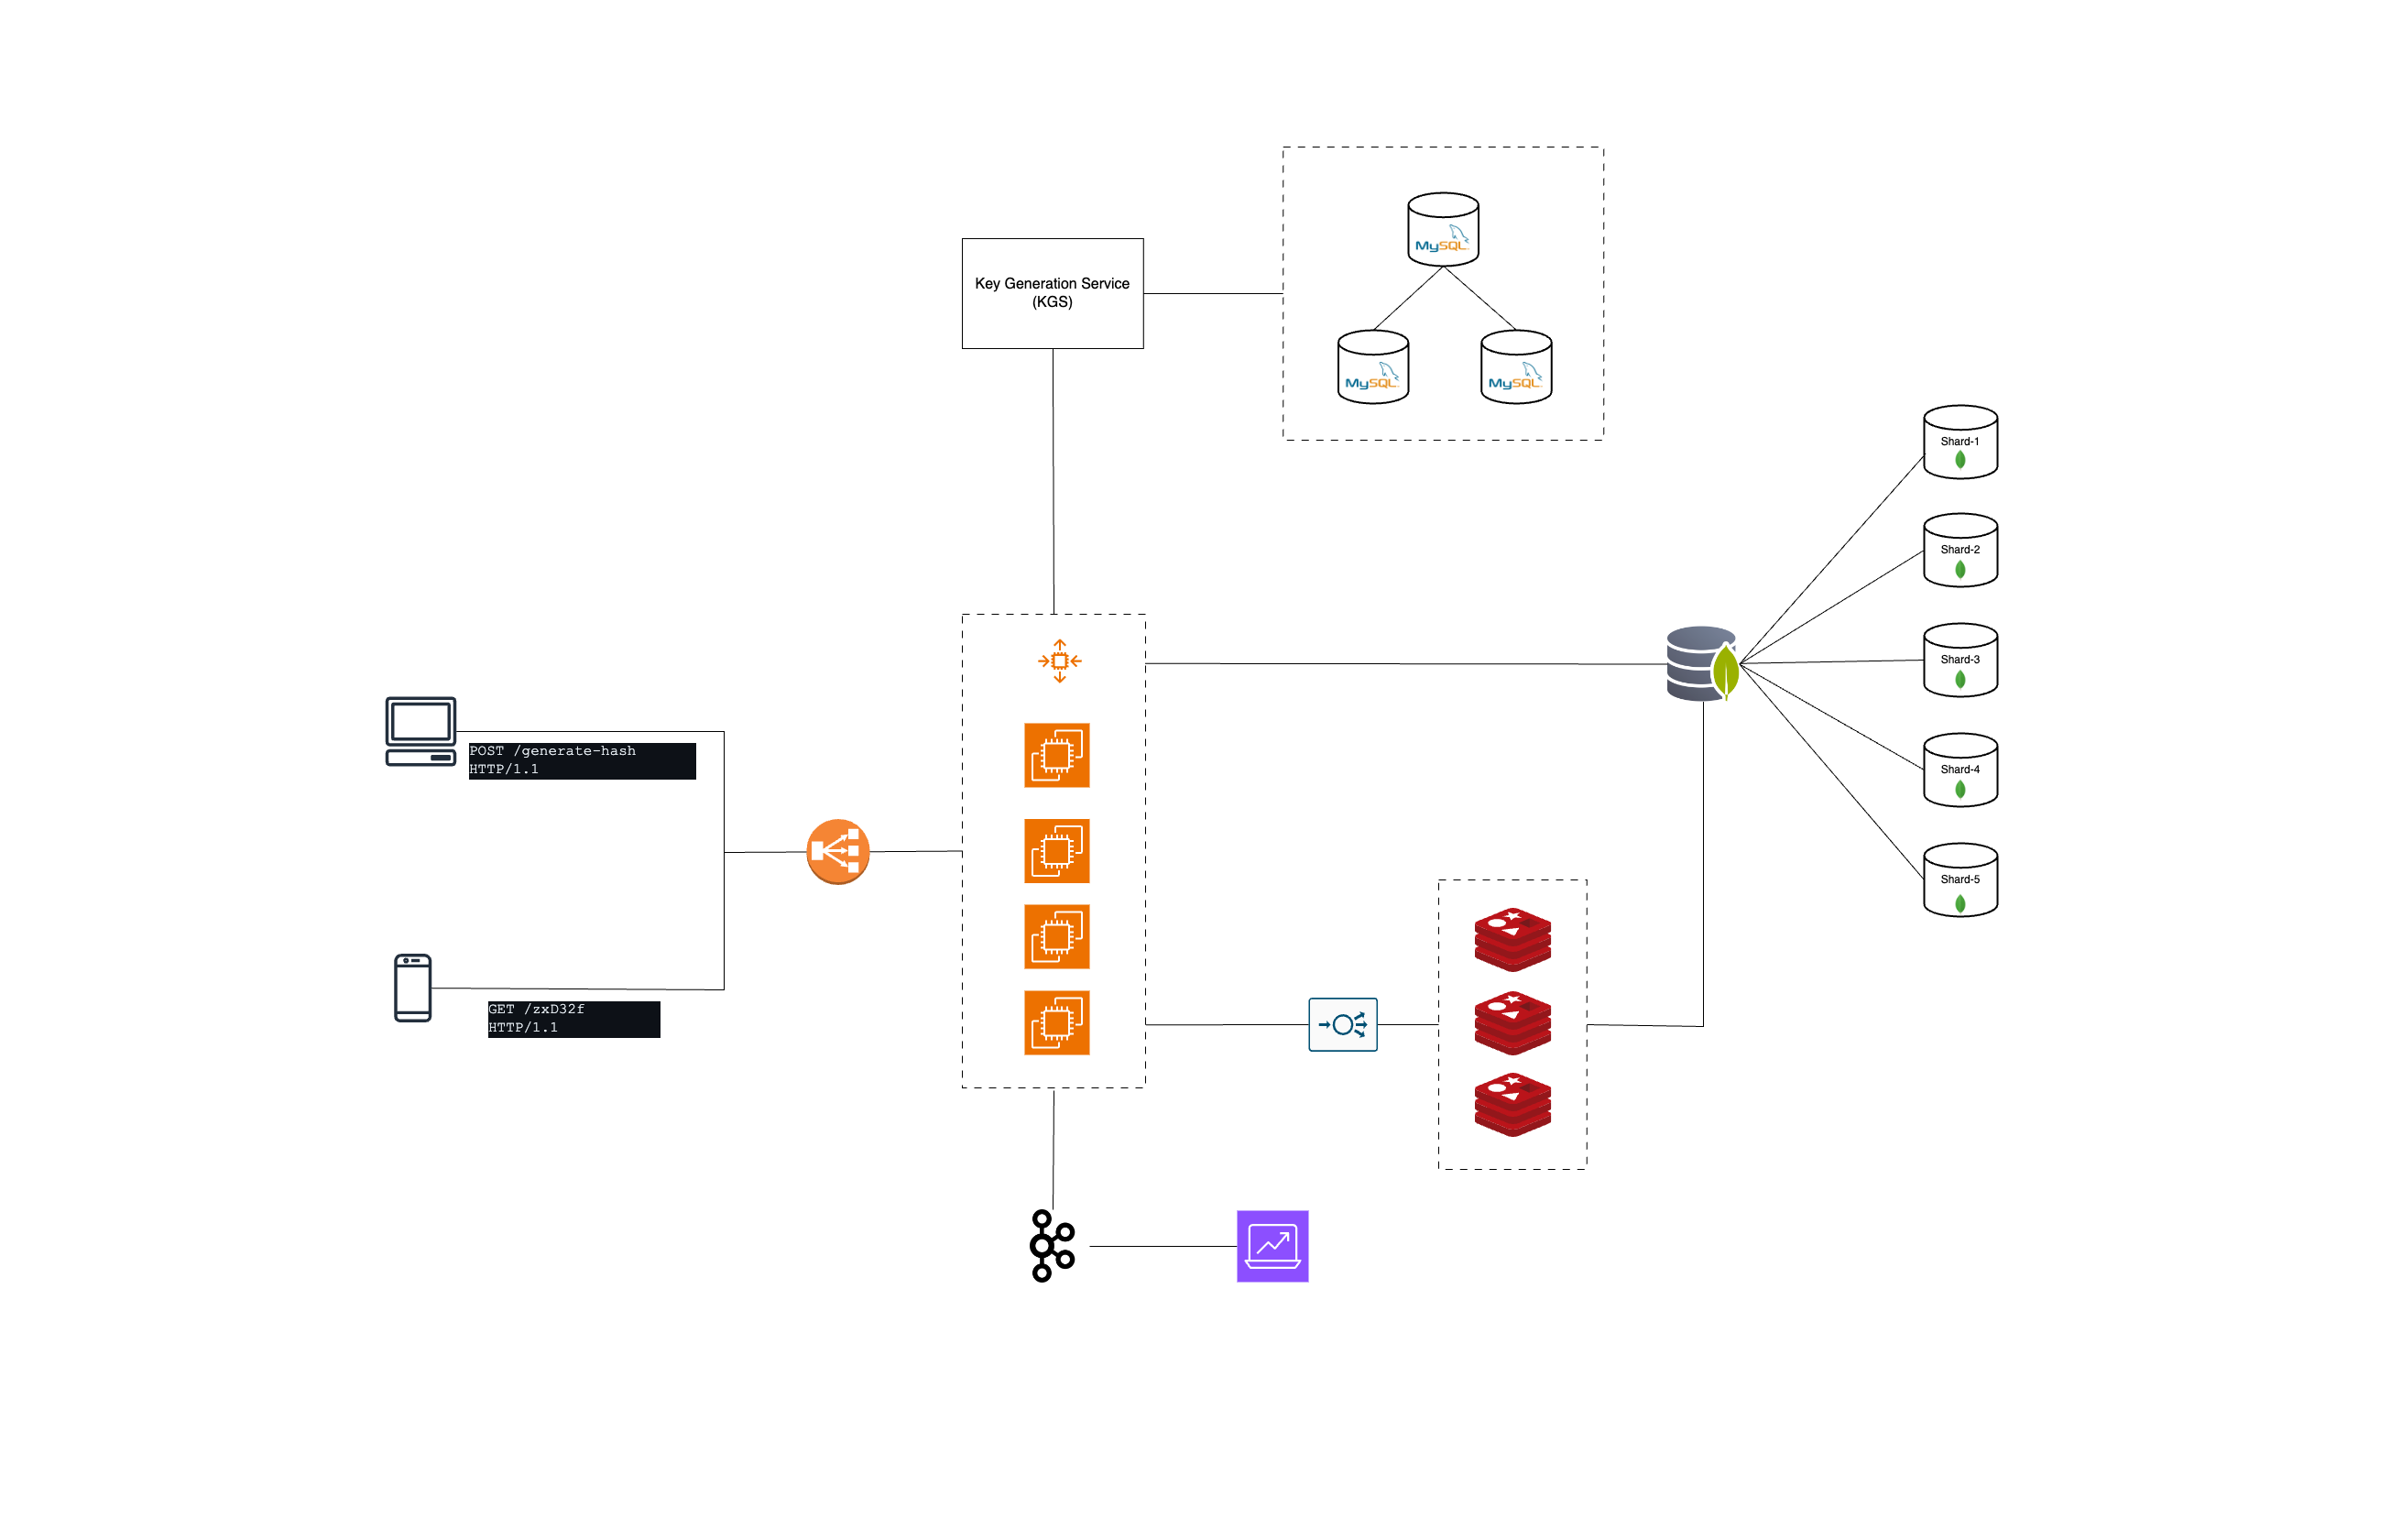 MySQL
Key Generation Service
(KGS)
MySQL
MySQL
Shard-1
Shard-2
Shard-3
Shard-4
Shard-5
POST /generate-hash
HTTP/1.1
GET /zxD32f
HTTP/1.1